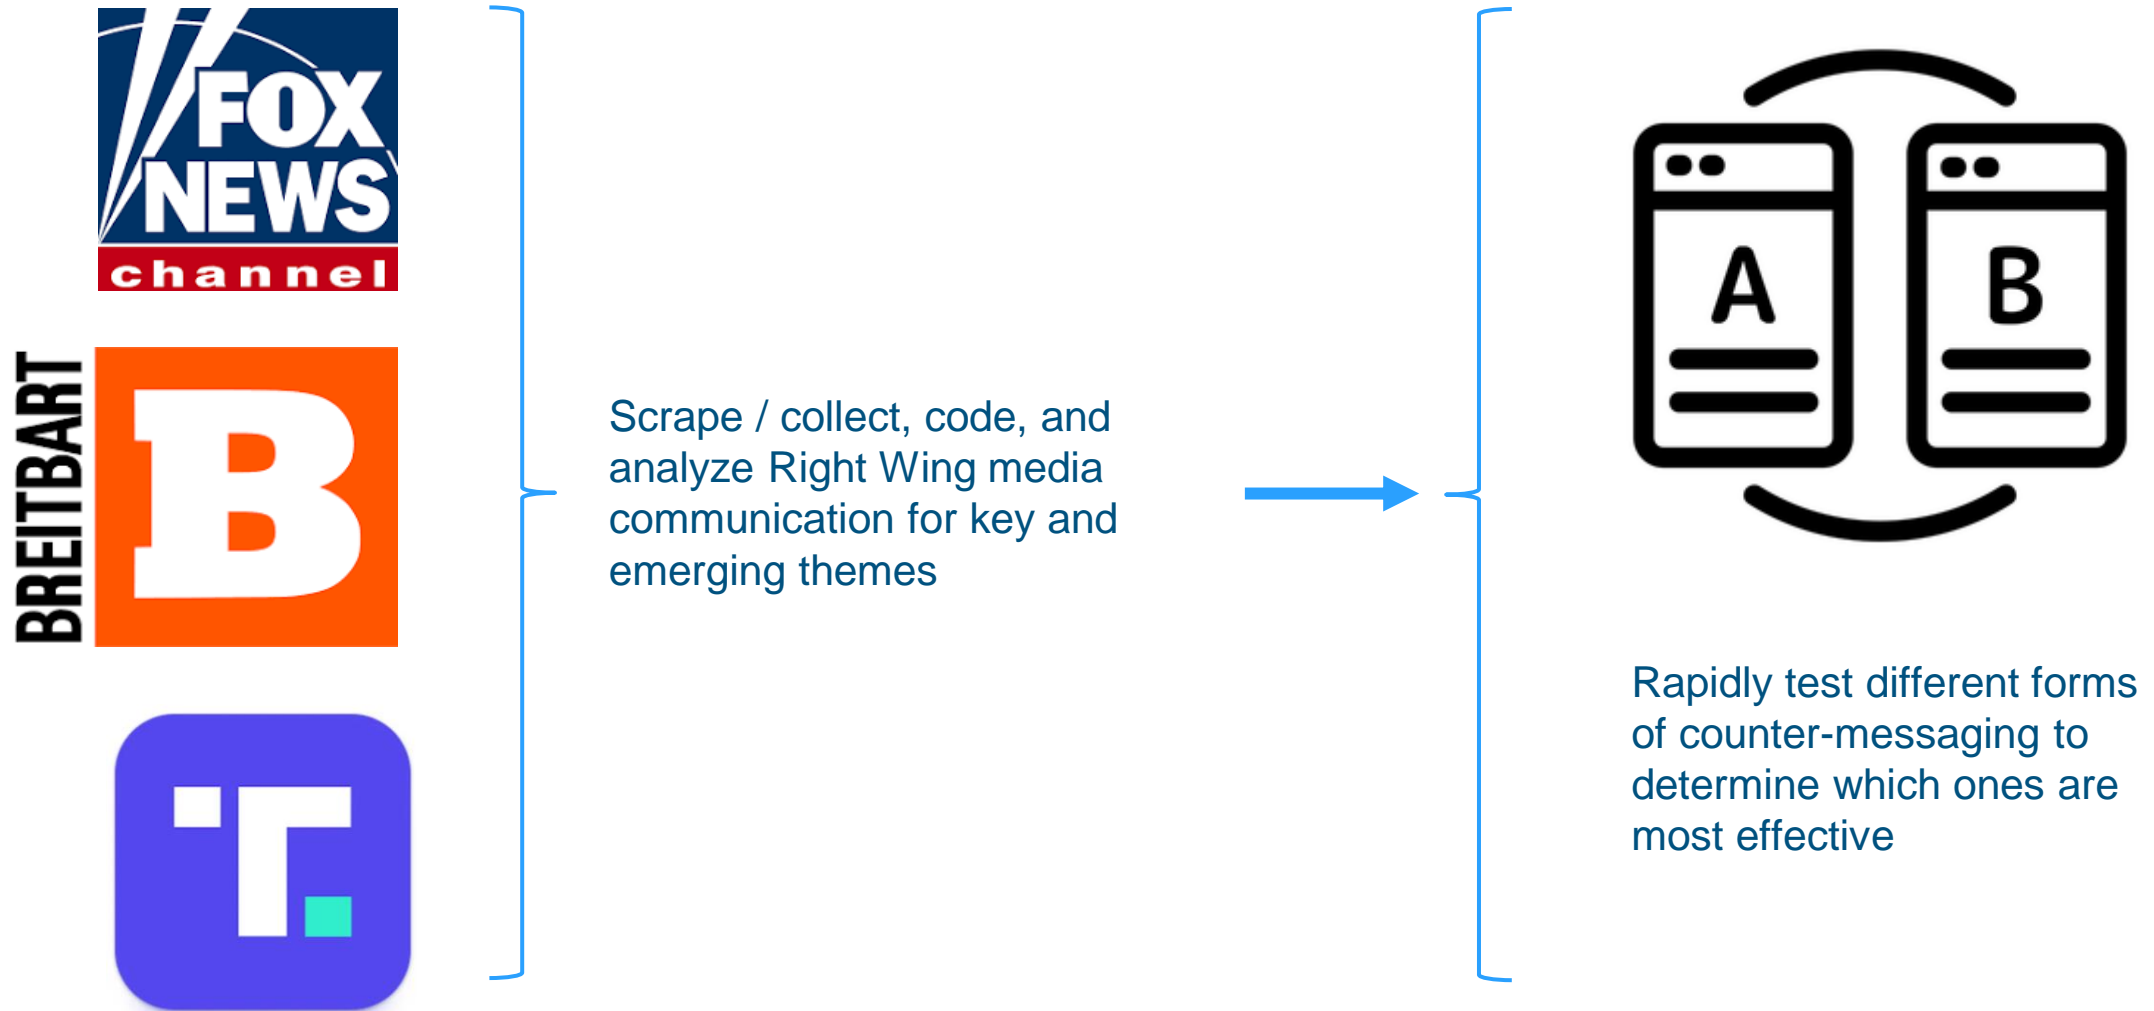 FOX
NEWS
channel
BREITBART
B
T.
Scrape / collect, code, and
analyze Right Wing media
communication for key and
emerging themes
A
B
Rapidly test different forms
of counter-messaging to
determine which ones are
most effective